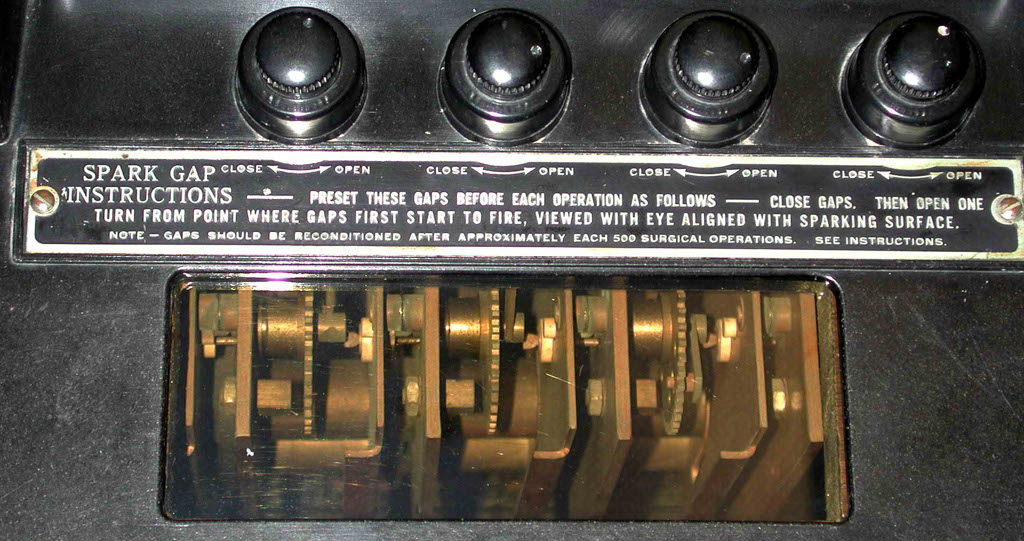 SPARK GAP CLOSE OPEN CLOSE OPEN CLOSE OPEN CLOSE OPEN
INSTRUCTIONS — PRESET THESE GAPS BEFORE EACH OPERATION AS FOLLOWS — CLOSE GAPS. THEN OPEN ONE
TURN FROM POINT WHERE GAPS FIRST START TO FIRE, VIEWED WITH EYE ALIGNED WITH SPARKING SURFACE.
NOTE – GAPS SHOULD BE RECONDITIONED AFTER APPROXIMATELY EACH 500 SURGICAL OPERATIONS. SEE INSTRUCTIONS.